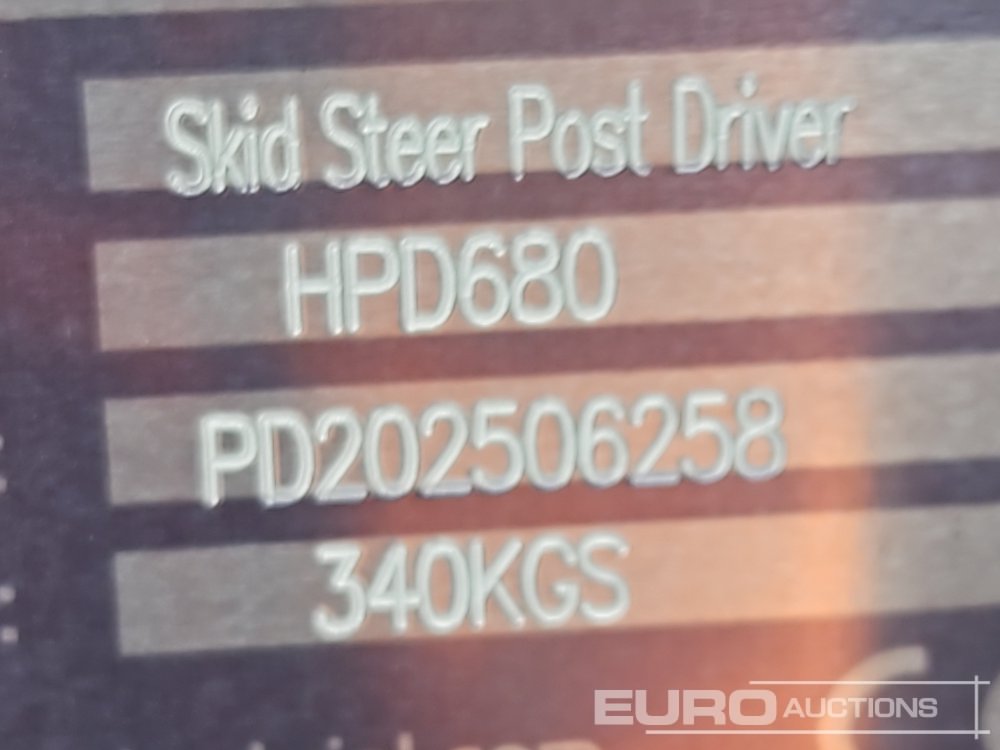 Skid Steer Post Driver
HPD680
PD202506258
340KGS
EURO AUCTIONS